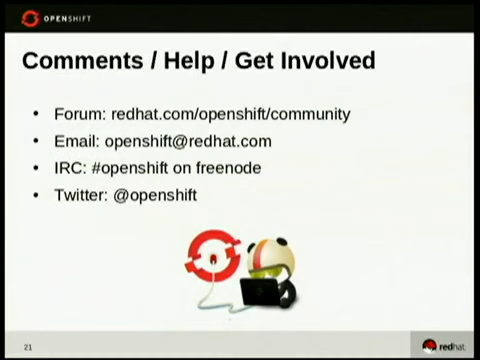 OPENSHIFT
Comments / Help / Get Involved
• Forum: redhat.com/openshift/community
• Email: openshift@redhat.com
• IRC: #openshift on freenode
• Twitter: @openshift
21
redhat.